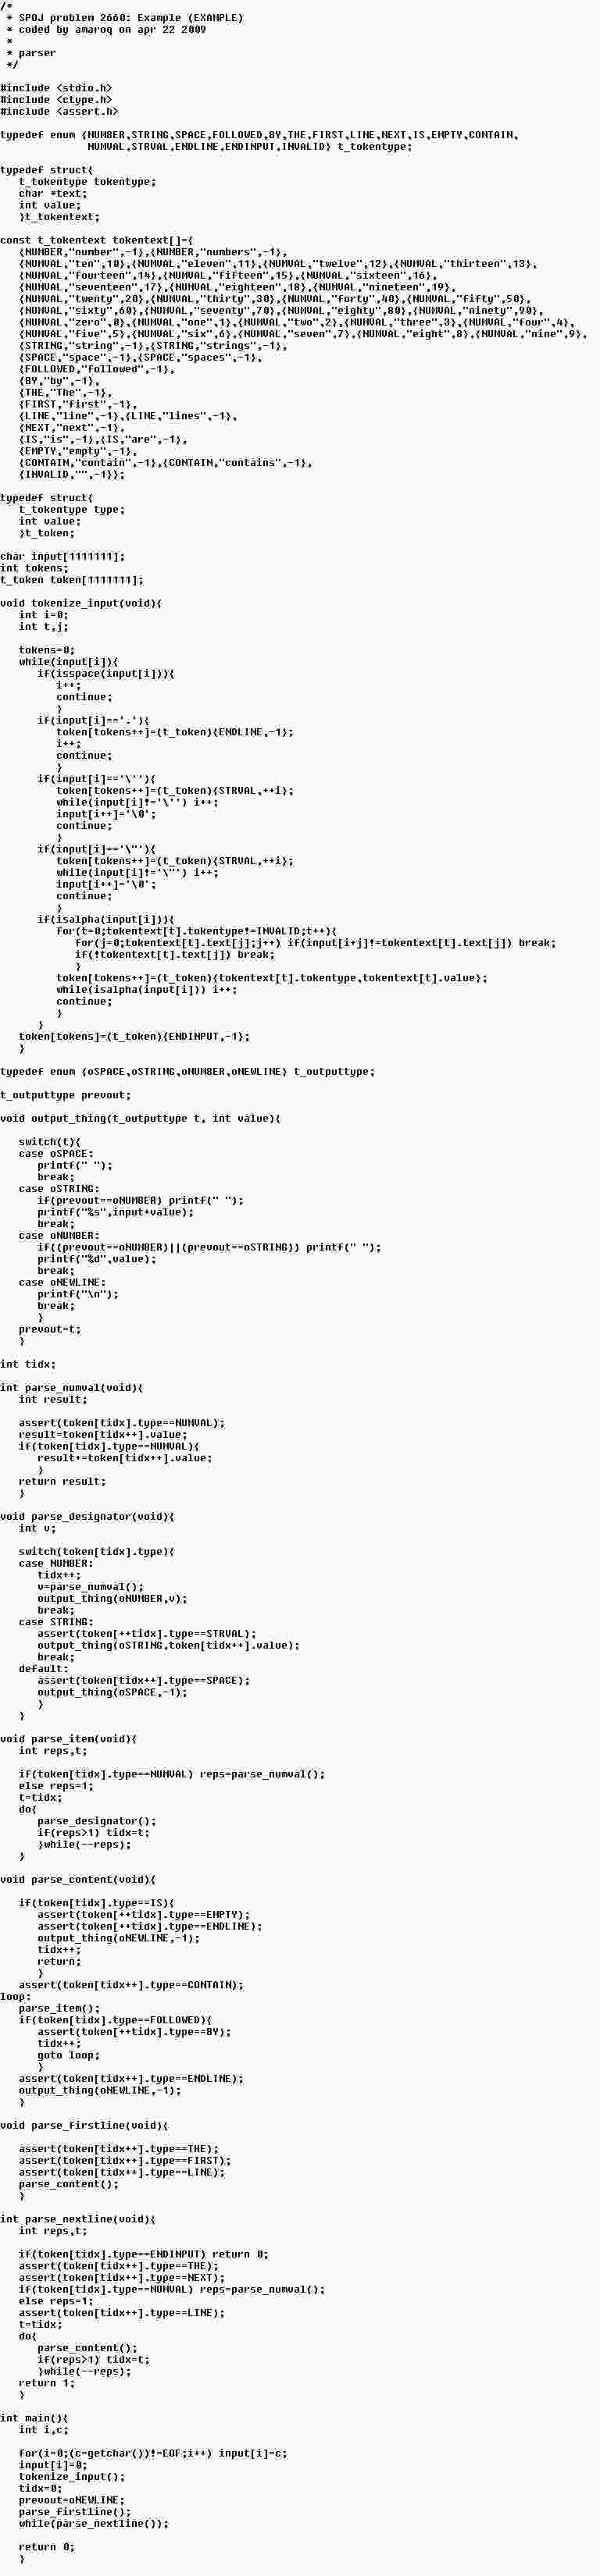 /*
 * SPOJ problem 2660: Example (EXAMPLE)
 * coded by amaroq on apr 22 2009
 *
 * parser
 */

#include <stdio.h>
#include <ctype.h>
#include <assert.h>

typedef enum {NUMBER,STRING,SPACE,FOLLOWED,BY,THE,FIRST,LINE,NEXT,IS,EMPTY,CONTAIN,
              NUMVAL,STRVAL,ENDLINE,ENDINPUT,INVALID} t_tokentype;

typedef struct{
   t_tokentype tokentype;
   char *text;
   int value;
   }t_tokentext;

const t_tokentext tokentext[]={
   {NUMBER,"number",-1},{NUMBER,"numbers",-1},
   {NUMVAL,"ten",10},{NUMVAL,"eleven",11},{NUMVAL,"twelve",12},{NUMVAL,"thirteen",13},
   {NUMVAL,"fourteen",14},{NUMVAL,"fifteen",15},{NUMVAL,"sixteen",16},
   {NUMVAL,"seventeen",17},{NUMVAL,"eighteen",18},{NUMVAL,"nineteen",19},
   {NUMVAL,"twenty",20},{NUMVAL,"thirty",30},{NUMVAL,"forty",40},{NUMVAL,"fifty",50},
   {NUMVAL,"sixty",60},{NUMVAL,"seventy",70},{NUMVAL,"eighty",80},{NUMVAL,"ninety",90},
   {NUMVAL,"zero",0},{NUMVAL,"one",1},{NUMVAL,"two",2},{NUMVAL,"three",3},{NUMVAL,"four",4},
   {NUMVAL,"five",5},{NUMVAL,"six",6},{NUMVAL,"seven",7},{NUMVAL,"eight",8},{NUMVAL,"nine",9},
   {STRING,"string",-1},{STRING,"strings",-1},
   {SPACE,"space",-1},{SPACE,"spaces",-1},
   {FOLLOWED,"followed",-1},
   {BY,"by",-1},
   {THE,"The",-1},
   {FIRST,"first",-1},
   {LINE,"line",-1},{LINE,"lines",-1},
   {NEXT,"next",-1},
   {IS,"is",-1},{IS,"are",-1},
   {EMPTY,"empty",-1},
   {CONTAIN,"contain",-1},{CONTAIN,"contains",-1},
   {INVALID,"",-1}};

typedef struct{
   t_tokentype type;
   int value;
   }t_token;

char input[1111111];
int tokens;
t_token token[1111111];

void tokenize_input(void){
   int i=0;
   int t,j;

   tokens=0;
   while(input[i]){
      if(isspace(input[i])){
         i++;
         continue;
         }
      if(input[i]=='.'){
         token[tokens++]=(t_token){ENDLINE,-1};
         i++;
         continue;
         }
      if(input[i]=='\''){
         token[tokens++]=(t_token){STRVAL,++i};
         while(input[i]!='\'') i++;
         input[i++]='\0';
         continue;
         }
      if(input[i]=='\"'){
         token[tokens++]=(t_token){STRVAL,++i};
         while(input[i]!='\"') i++;
         input[i++]='\0';
         continue;
         }
      if(isalpha(input[i])){
         for(t=0;tokentext[t].tokentype!=INVALID;t++){
            for(j=0;tokentext[t].text[j];j++) if(input[i+j]!=tokentext[t].text[j]) break;
            if(!tokentext[t].text[j]) break;
            }
         token[tokens++]=(t_token){tokentext[t].tokentype,tokentext[t].value};
         while(isalpha(input[i])) i++;
         continue;
         }
      }
   token[tokens]=(t_token){ENDINPUT,-1};
   }

typedef enum {oSPACE,oSTRING,oNUMBER,oNEWLINE} t_outputtype;

t_outputtype prevout;

void output_thing(t_outputtype t, int value){

   switch(t){
   case oSPACE:
      printf(" ");
      break;
   case oSTRING:
      if(prevout==oNUMBER) printf(" ");
      printf("%s",input+value);
      break;
   case oNUMBER:
      if((prevout==oNUMBER)||(prevout==oSTRING)) printf(" ");
      printf("%d",value);
      break;
   case oNEWLINE:
      printf("\n");
      break;
      }
   prevout=t;
   }

int tidx;

int parse_numval(void){
   int result;

   assert(token[tidx].type==NUMVAL);
   result=token[tidx++].value;
   if(token[tidx].type==NUMVAL){
      result+=token[tidx++].value;
      }
   return result;
   }

void parse_designator(void){
   int v;

   switch(token[tidx].type){
   case NUMBER:
      tidx++;
      v=parse_numval();
      output_thing(oNUMBER,v);
      break;
   case STRING:
      assert(token[++tidx].type==STRVAL);
      output_thing(oSTRING,token[tidx++].value);
      break;
   default:
      assert(token[tidx++].type==SPACE);
      output_thing(oSPACE,-1);
      }
   }

void parse_item(void){
   int reps,t;

   if(token[tidx].type==NUMVAL) reps=parse_numval();
   else reps=1;
   t=tidx;
   do{
      parse_designator();
      if(reps>1) tidx=t;
      }while(--reps);
   }

void parse_content(void){

   if(token[tidx].type==IS){
      assert(token[++tidx].type==EMPTY);
      assert(token[++tidx].type==ENDLINE);
      output_thing(oNEWLINE,-1);
      tidx++;
      return;
      }
   assert(token[tidx++].type==CONTAIN);
loop:
   parse_item();
   if(token[tidx].type==FOLLOWED){
      assert(token[++tidx].type==BY);
      tidx++;
      goto loop;
      }
   assert(token[tidx++].type==ENDLINE);
   output_thing(oNEWLINE,-1);
   }

void parse_firstline(void){

   assert(token[tidx++].type==THE);
   assert(token[tidx++].type==FIRST);
   assert(token[tidx++].type==LINE);
   parse_content();
   }

int parse_nextline(void){
   int reps,t;

   if(token[tidx].type==ENDINPUT) return 0;
   assert(token[tidx++].type==THE);
   assert(token[tidx++].type==NEXT);
   if(token[tidx].type==NUMVAL) reps=parse_numval();
   else reps=1;
   assert(token[tidx++].type==LINE);
   t=tidx;
   do{
      parse_content();
      if(reps>1) tidx=t;
      }while(--reps);
   return 1;
   }

int main(){
   int i,c;

   for(i=0;(c=getchar())!=EOF;i++) input[i]=c;
   input[i]=0;
   tokenize_input();
   tidx=0;
   prevout=oNEWLINE;
   parse_firstline();
   while(parse_nextline());

   return 0;
   }